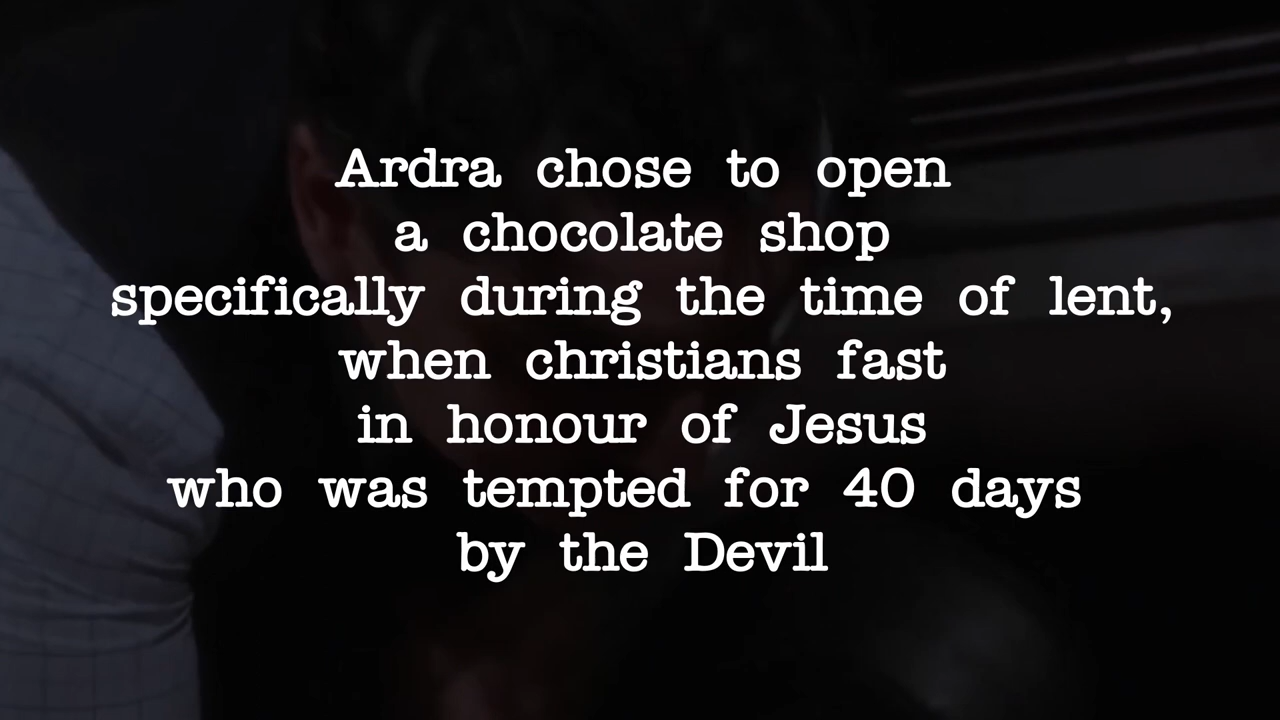 Ardra chose to open
a chocolate shop
specifically during the time of lent,
when christians fast
in honour of Jesus
who was tempted for 40 days
by the Devil